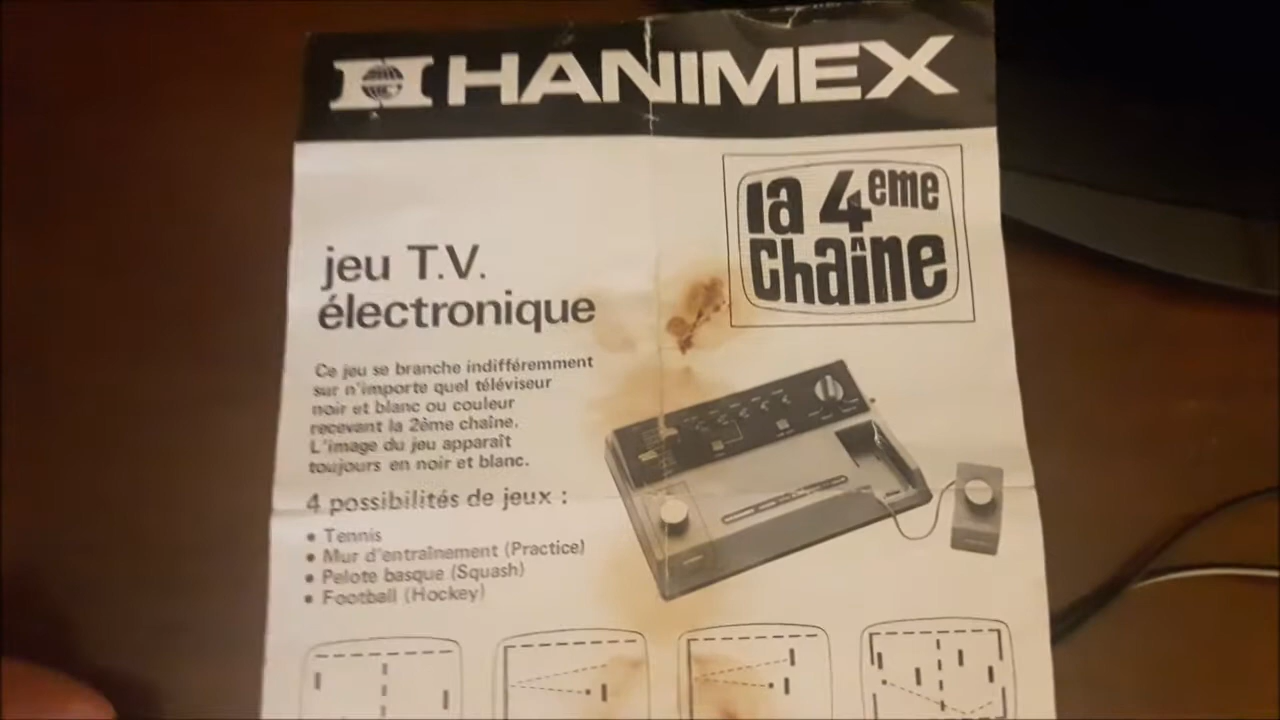 HANIMEX
la 4eme
chaîne
jeu T.V.
électronique
Ce jeu se branche indifféremment
sur n'importe quel téléviseur
noir et blanc ou couleur
recevant la 2ème chaîne.
L'image du jeu apparaît
toujours en noir et blanc.
4 possibilités de jeux :
• Tennis
• Mur d'entraînement (Practice)
• Pelote basque (Squash)
• Football (Hockey)